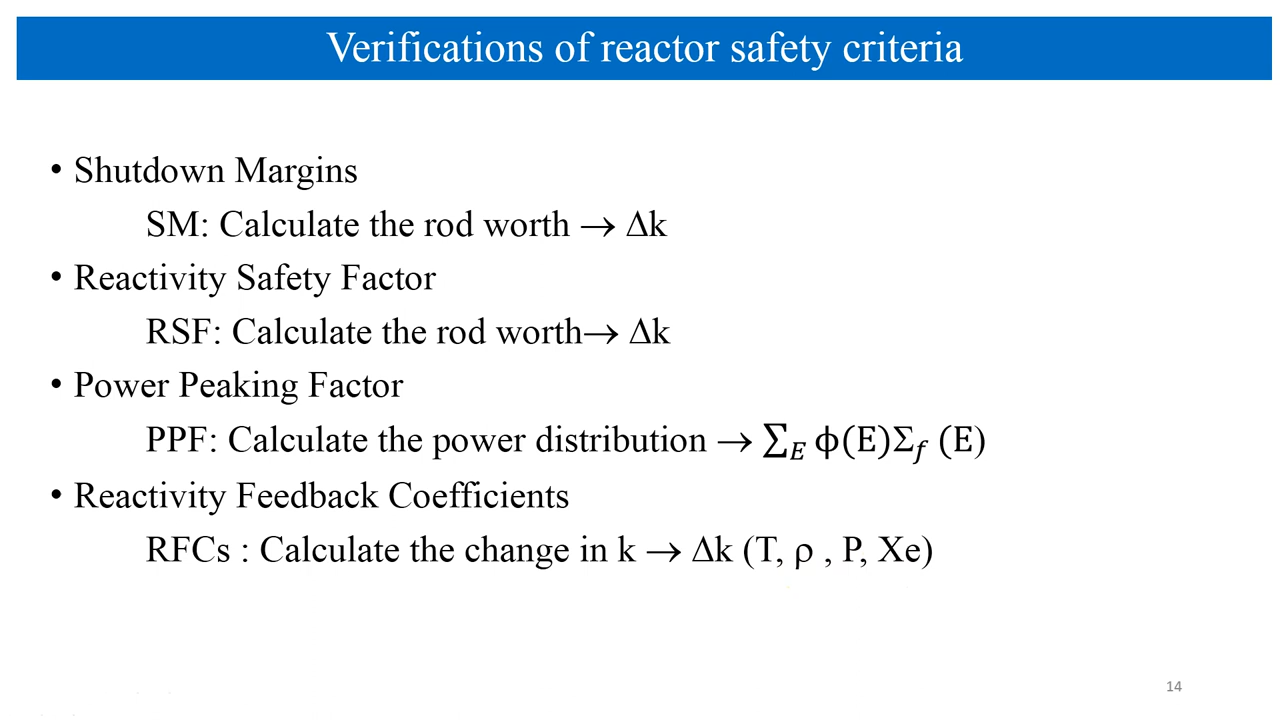 Verifications of reactor safety criteria
• Shutdown Margins
SM: Calculate the rod worth → Δk
• Reactivity Safety Factor
RSF: Calculate the rod worth→ Δk
• Power Peaking Factor
PPF: Calculate the power distribution → ∑_E ϕ(E)Σ_f (E)
• Reactivity Feedback Coefficients
RFCs : Calculate the change in k → Δk (T, ρ , P, Xe)
14